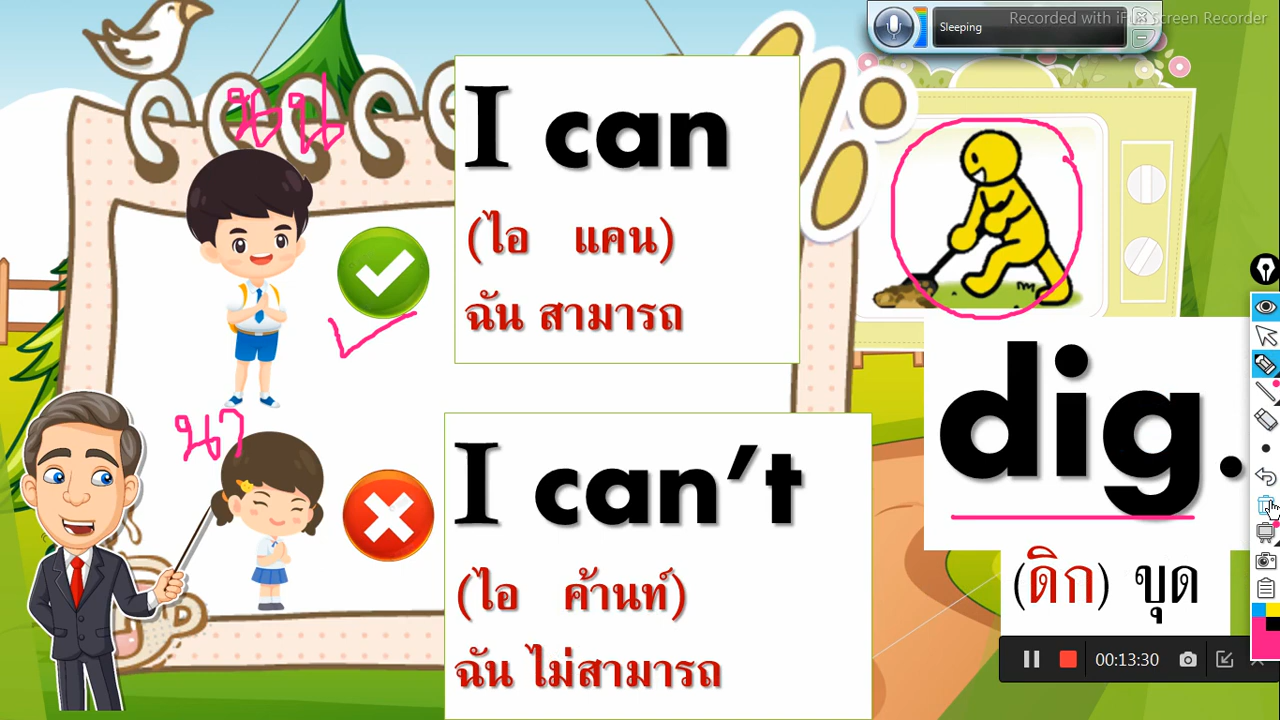 Recorded with iFun Screen Recorder
Sleeping
I can
(ไอ แคน)
ฉัน สามารถ
I can't
(ไอ ค้านท์)
ฉัน ไม่สามารถ
นาว
dig.
(ดิก) ขุด
00:13:30